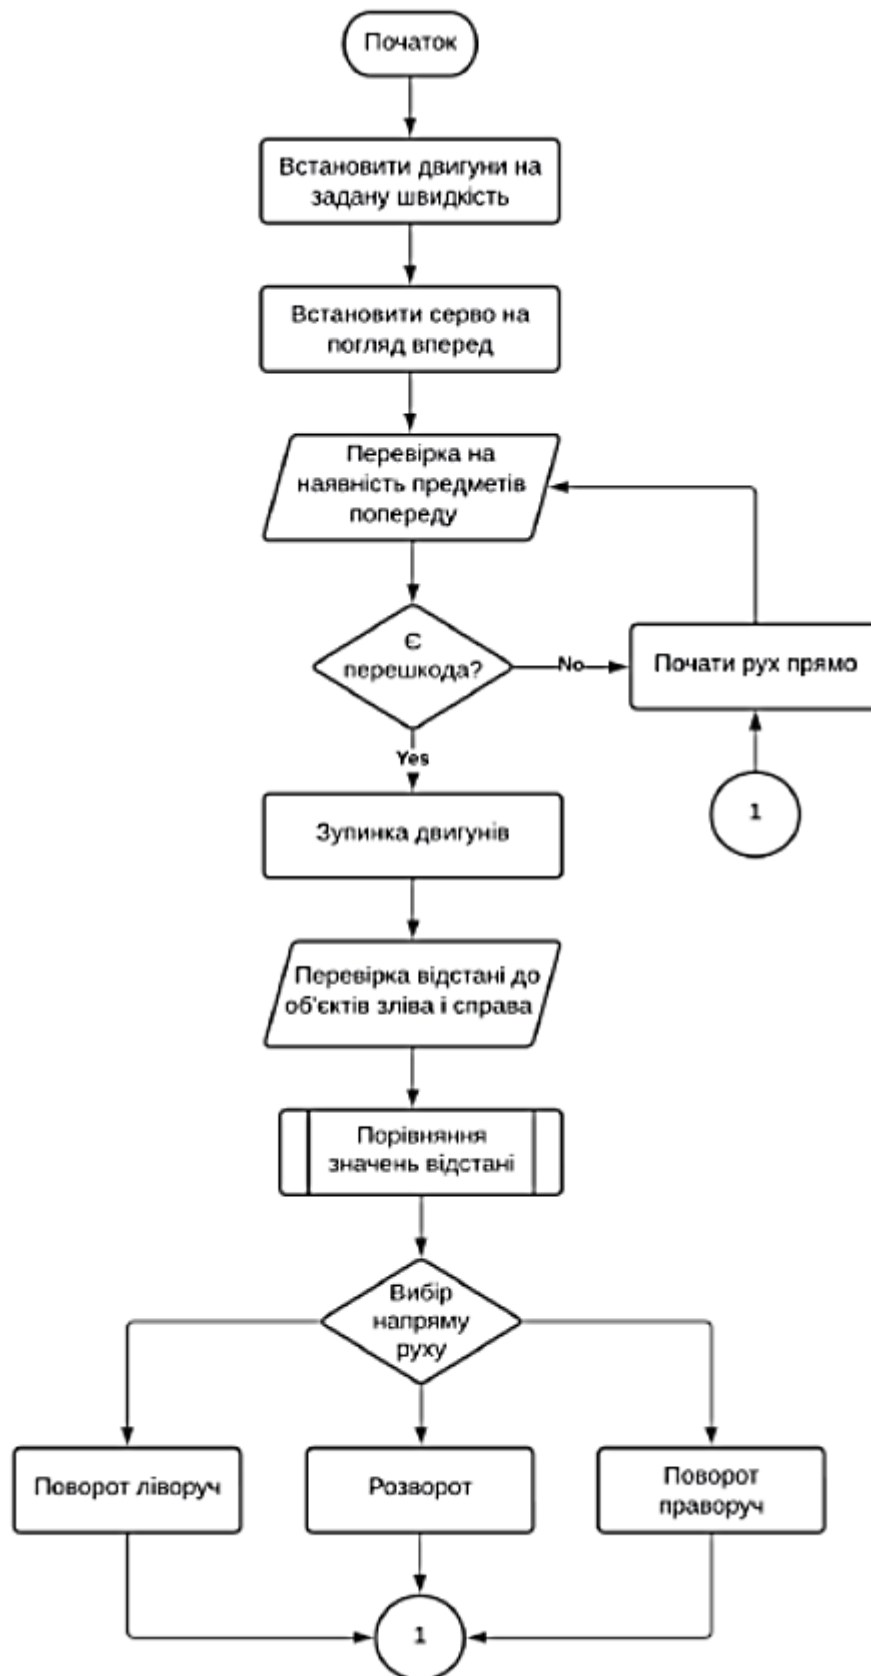 Початок
Встановити двигуни на
задану швидкість
Встановити серво на
погляд вперед
Перевірка на
наявність предметів
попереду
Є
перешкода?
No
Почати рух прямо
Yes
1
Зупинка двигунів
Перевірка відстані до
об'єктів зліва і справа
Порівняння
значень відстані
Вибір
напряму
руху
Поворот ліворуч
Розворот
Поворот
праворуч
1